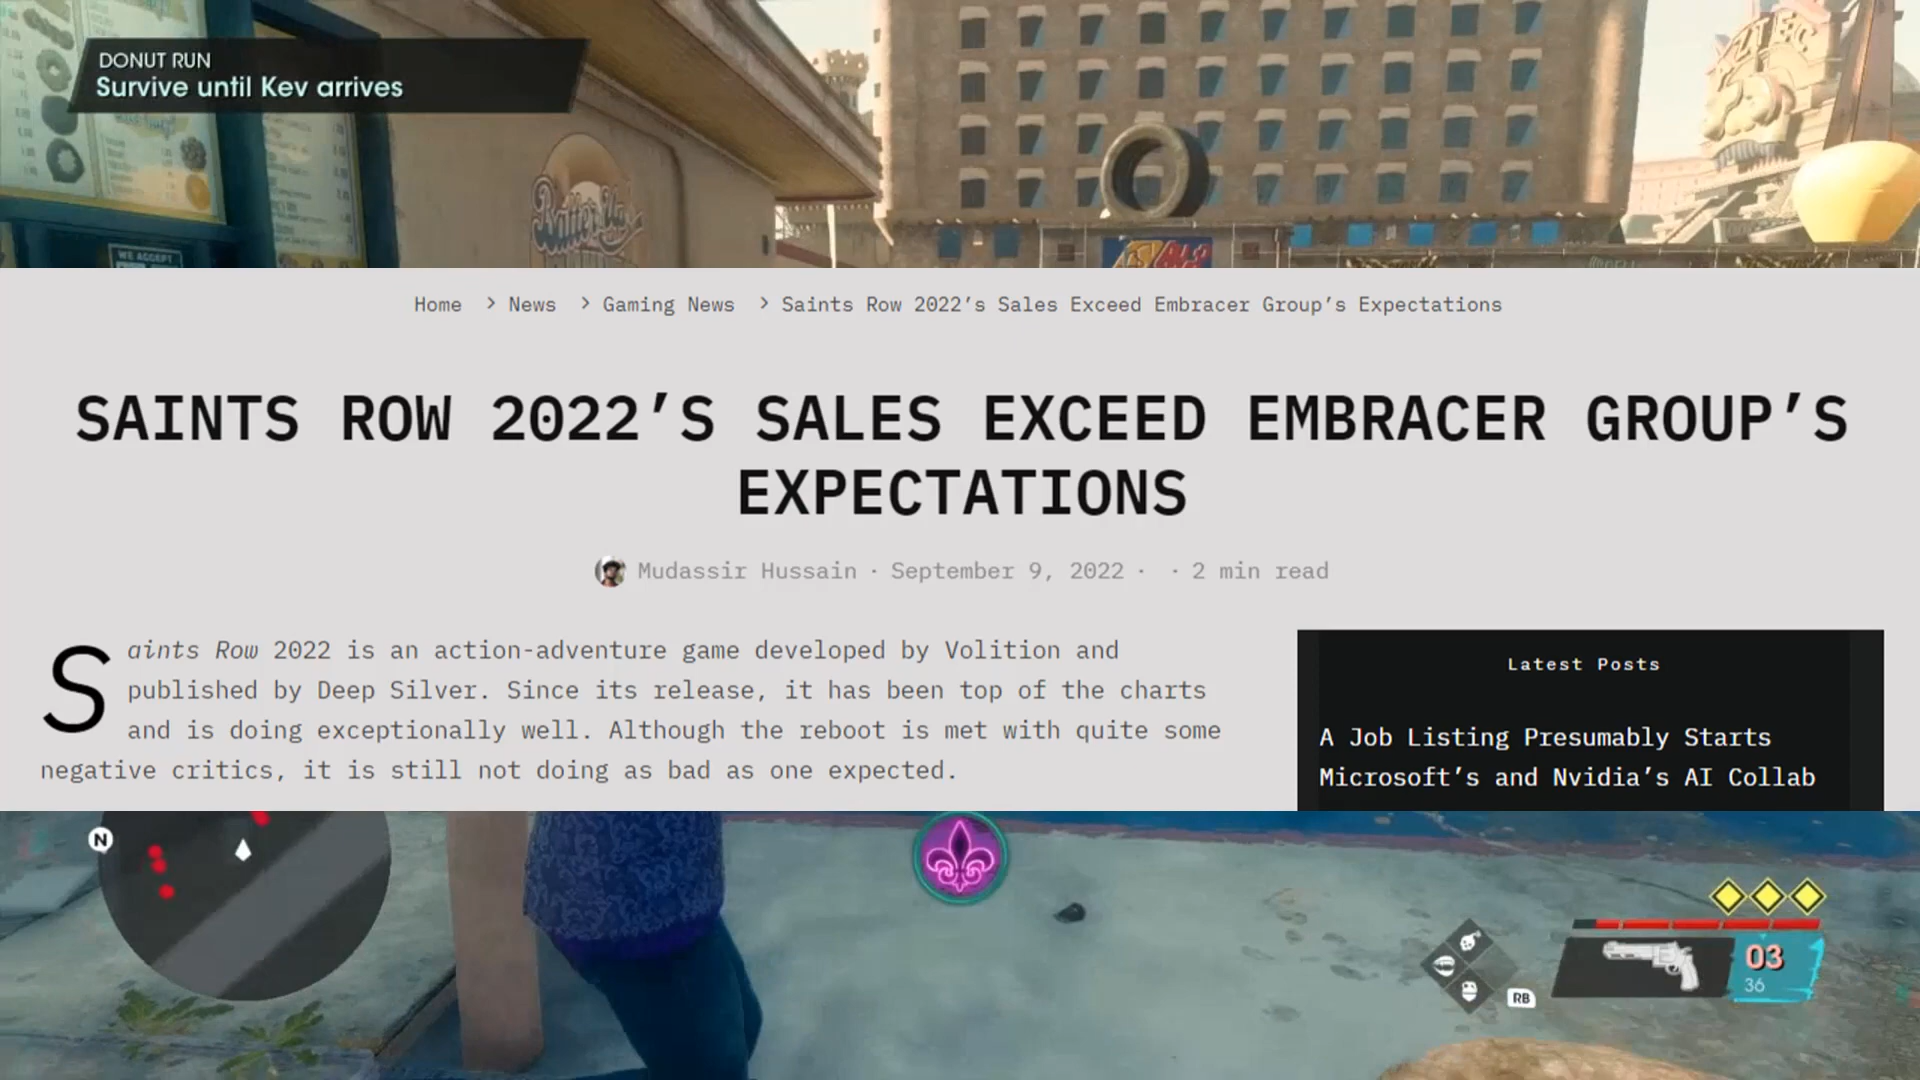 DONUT RUN
Survive until Kev arrives
WE ACCEPT
Home > News > Gaming News > Saints Row 2022’s Sales Exceed Embracer Group’s Expectations
SAINTS ROW 2022’S SALES EXCEED EMBRACER GROUP’S
EXPECTATIONS
Mudassir Hussain · September 9, 2022 · · 2 min read
Saints Row 2022 is an action-adventure game developed by Volition and
published by Deep Silver. Since its release, it has been top of the charts
and is doing exceptionally well. Although the reboot is met with quite some
negative critics, it is still not doing as bad as one expected.
Latest Posts
A Job Listing Presumably Starts
Microsoft’s and Nvidia’s AI Collab
N
03
36
RB